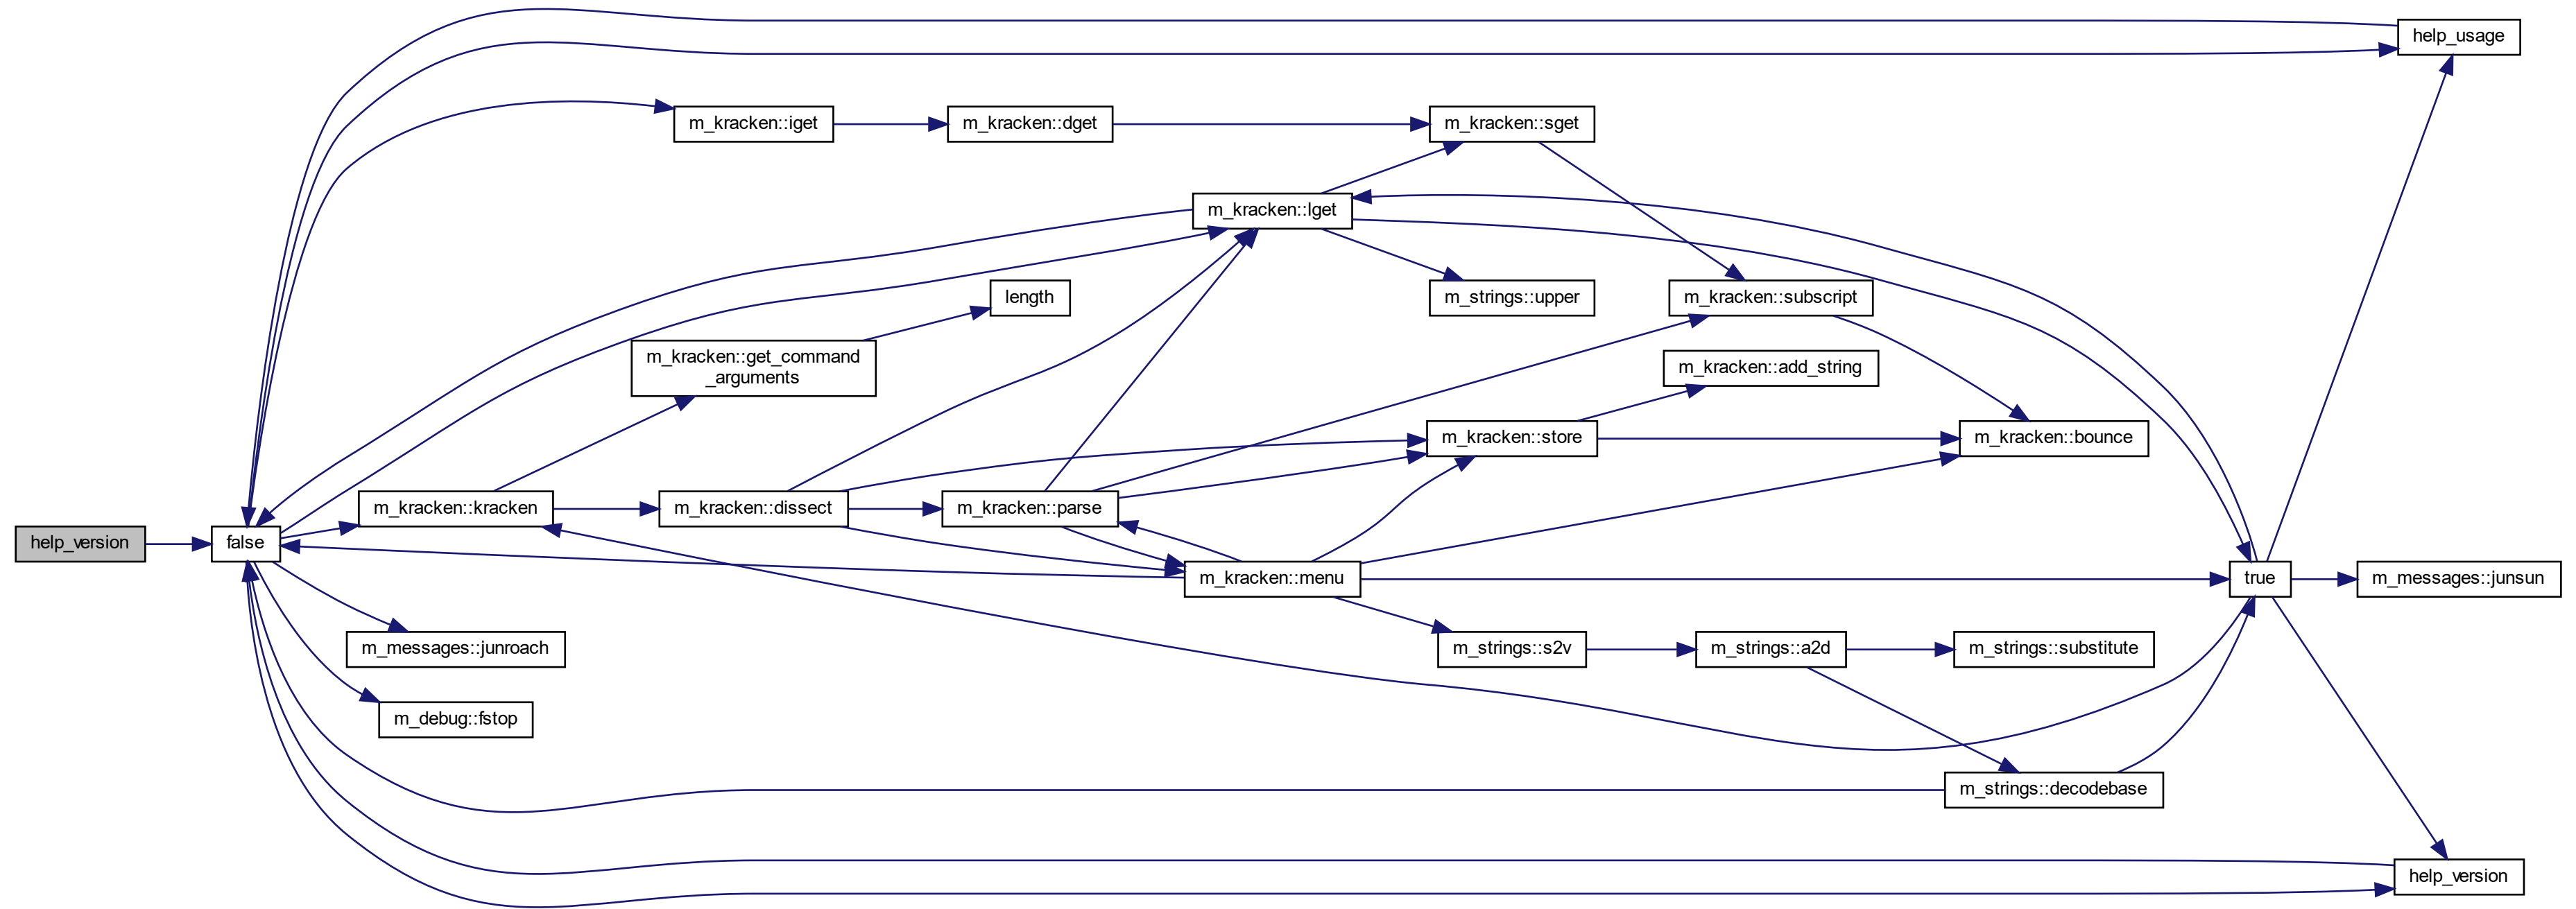 help_usage
m_kracken::iget
m_kracken::dget
m_kracken::sget
m_kracken::lget
length
m_strings::upper
m_kracken::subscript
m_kracken::get_command
_arguments
m_kracken::add_string
m_kracken::store
m_kracken::bounce
m_kracken::kracken
m_kracken::dissect
m_kracken::parse
help_version
false
m_kracken::menu
true
m_messages::junsun
m_messages::junroach
m_strings::s2v
m_strings::a2d
m_strings::substitute
m_debug::fstop
m_strings::decodebase
help_version